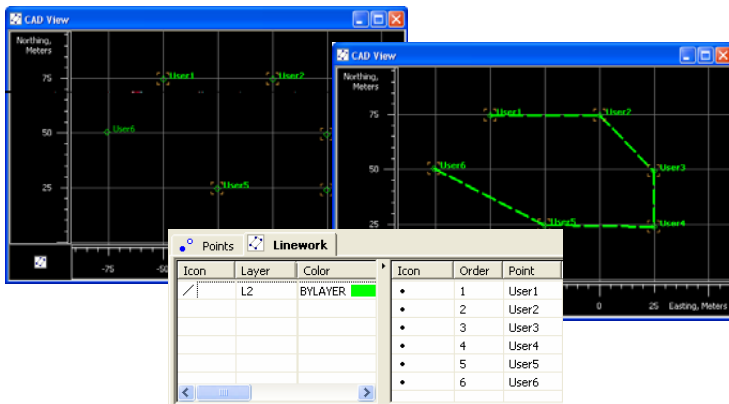 CAD View
Northing,
Meters
75
User1
User2
50
User6
25
User5
-75
CAD View
Northing,
Meters
75
User1
User2
50
User6
User3
25
User5
User4
0
25
Easting, Meters
Points
Linework
Icon Layer Color
L2 BYLAYER
Icon Order Point
1 User1
2 User2
3 User3
4 User4
5 User5
6 User6